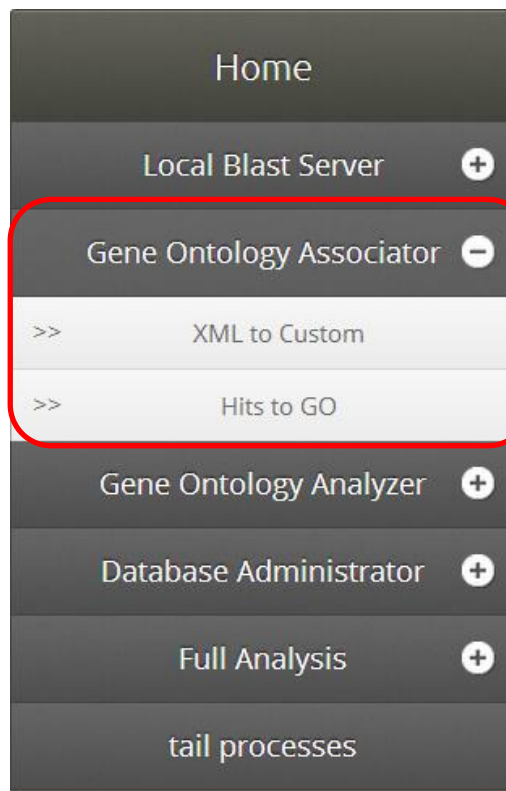 Home
Local Blast Server
Gene Ontology Associator
>> XML to Custom
>> Hits to GO
Gene Ontology Analyzer
Database Administrator
Full Analysis
tail processes